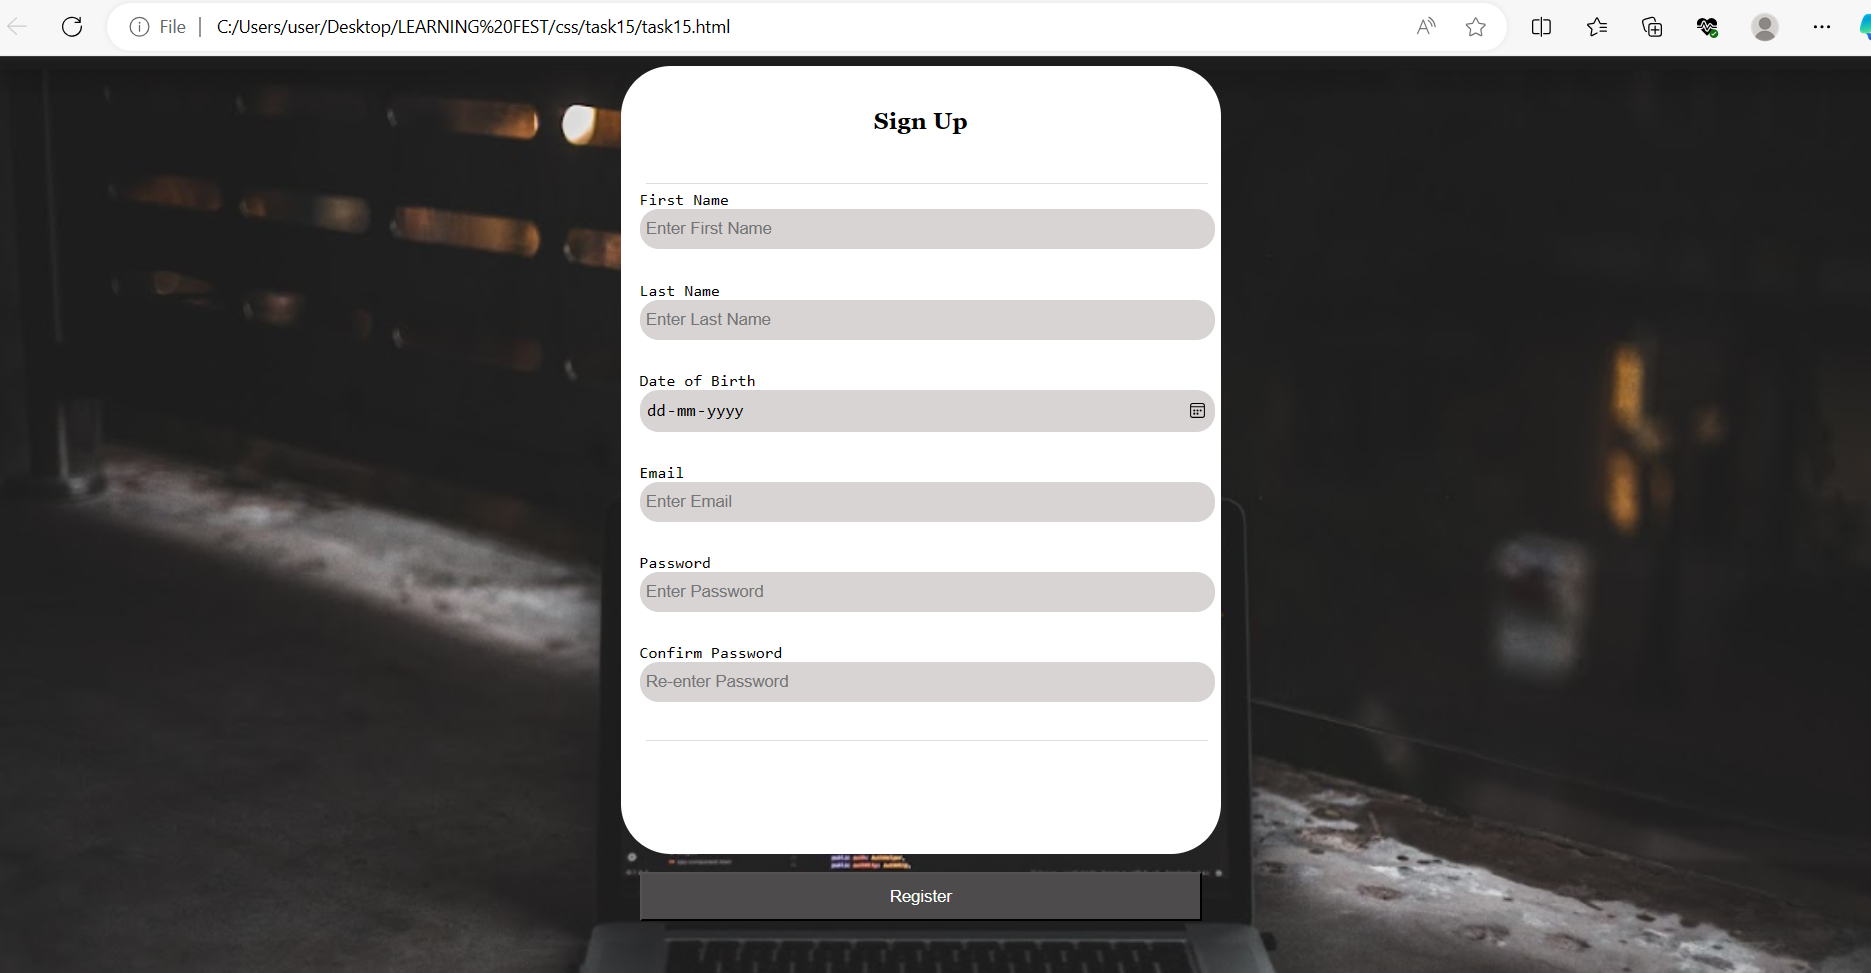 File
C:/Users/user/Desktop/LEARNING%20FEST/css/task15/task15.html
Sign Up
First Name
Enter First Name
Last Name
Enter Last Name
Date of Birth
dd-mm-yyyy
Email
Enter Email
Password
Enter Password
Confirm Password
Re-enter Password
Register